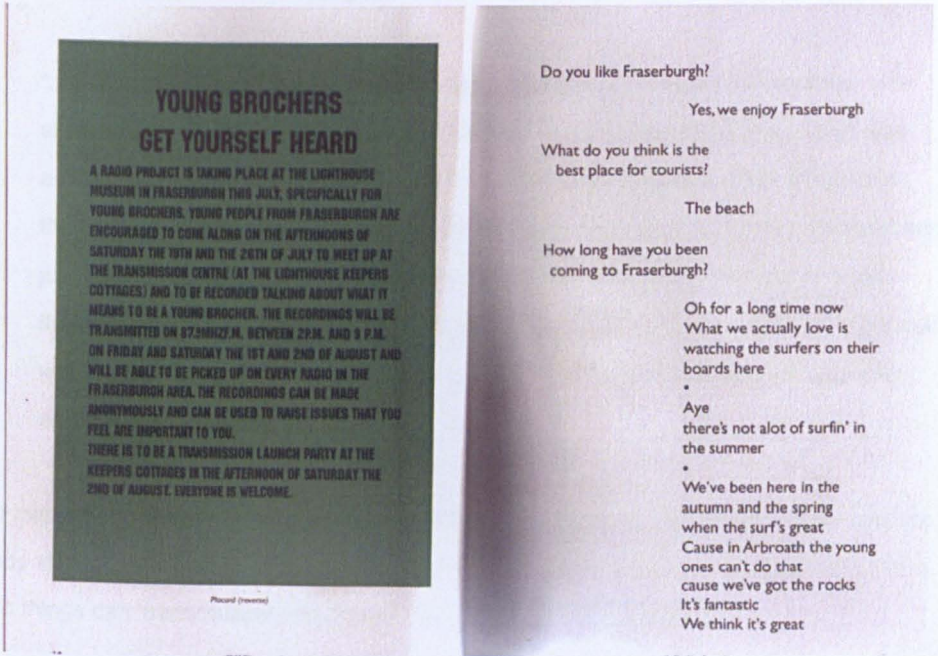 YOUNG BROCHERS
GET YOURSELF HEARD
A RADIO PROJECT IS TAKING PLACE AT THE LIGHTHOUSE
MUSEUM IN FRASERBURGH THIS JULY, SPECIFICALLY FOR
YOUNG BROCHERS. YOUNG PEOPLE FROM FRASERBURGH ARE
ENCOURAGED TO COME ALONG ON THE AFTERNOONS OF
SATURDAY THE 19TH AND THE 26TH OF JULY TO MEET UP AT
THE TRANSMISSION CENTRE (AT THE LIGHTHOUSE KEEPERS
COTTAGES) AND TO BE RECORDED TALKING ABOUT WHAT IT
MEANS TO BE A YOUNG BROCHER. THE RECORDINGS WILL BE
TRANSMITTED ON 87.9MHZF.M. BETWEEN 2P.M. AND 9 P.M.
ON FRIDAY AND SATURDAY THE 1ST AND 2ND OF AUGUST AND
WILL BE ABLE TO BE PICKED UP ON EVERY RADIO IN THE
FRASERBURGH AREA. THE RECORDINGS CAN BE MADE
ANONYMOUSLY AND CAN BE USED TO RAISE ISSUES THAT YOU
FEEL ARE IMPORTANT TO YOU.
THERE IS TO BE A TRANSMISSION LAUNCH PARTY AT THE
KEEPERS COTTAGES IN THE AFTERNOON OF SATURDAY THE
2ND OF AUGUST. EVERYONE IS WELCOME.
Placard (reverse)
Do you like Fraserburgh?
Yes, we enjoy Fraserburgh
What do you think is the
best place for tourists?
The beach
How long have you been
coming to Fraserburgh?
Oh for a long time now
What we actually love is
watching the surfers on their
boards here
•
Aye
there's not alot of surfin' in
the summer
•
We've been here in the
autumn and the spring
when the surf's great
Cause in Arbroath the young
ones can't do that
cause we've got the rocks
It's fantastic
We think it's great